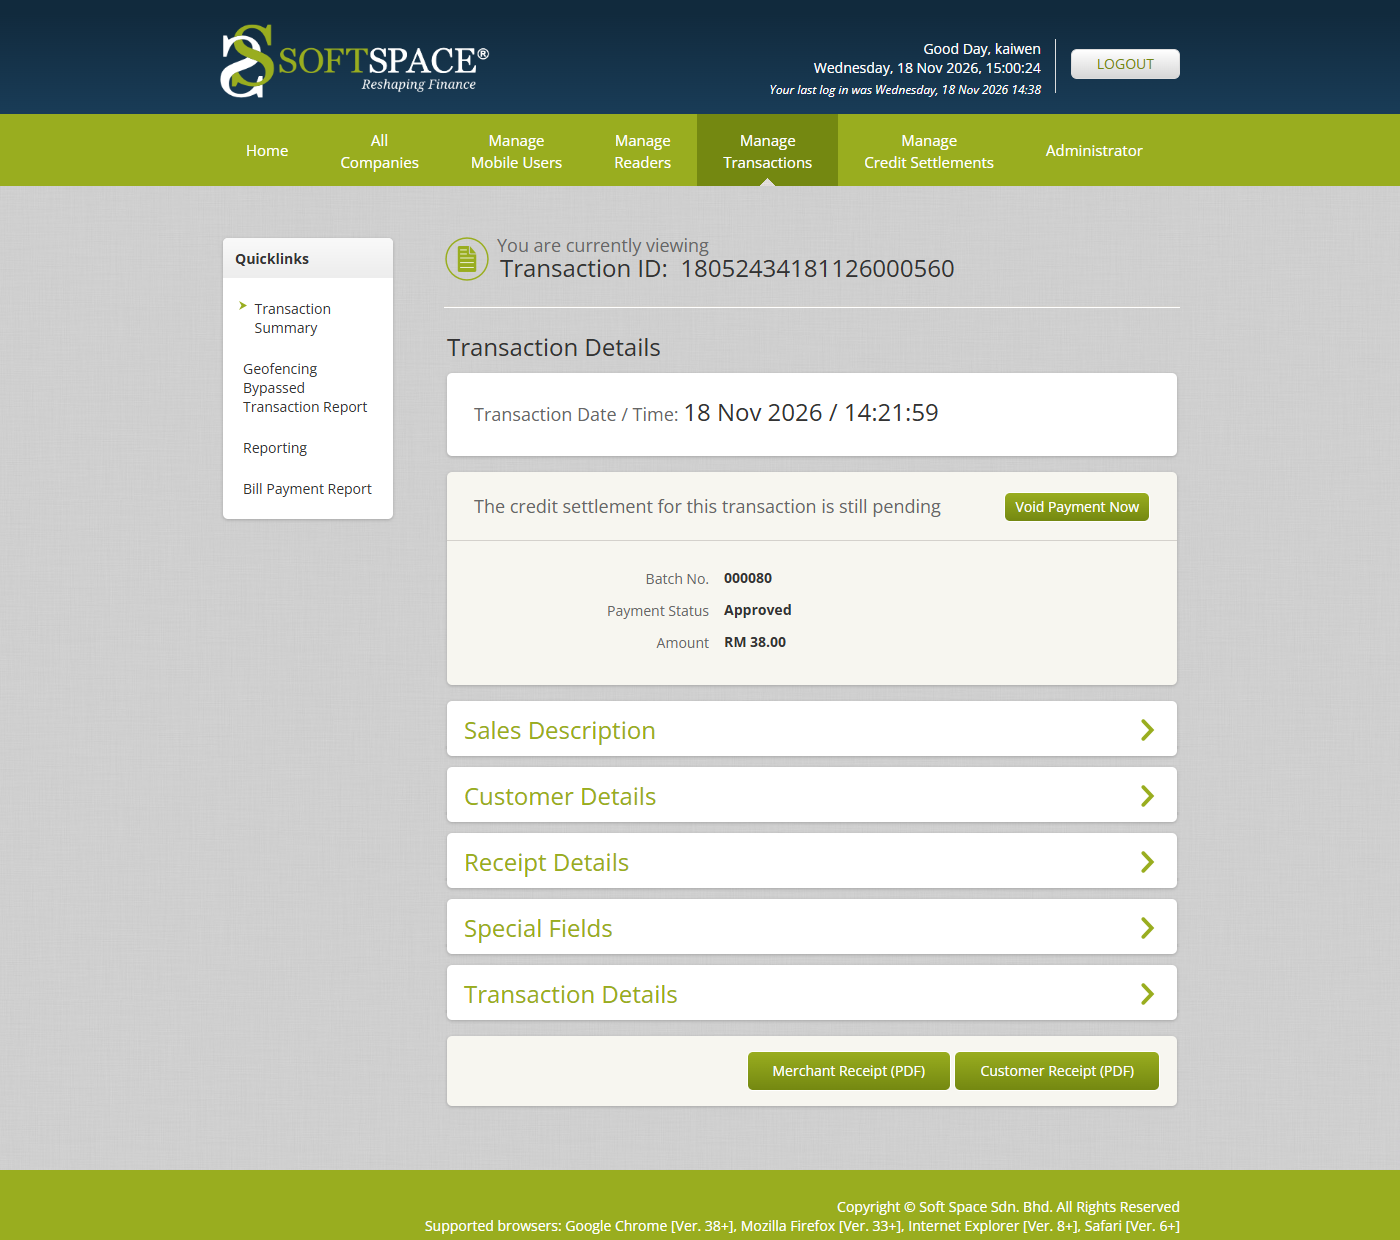 SOFTSPACE®
Reshaping Finance
Good Day, kaiwen
Wednesday, 18 Nov 2026, 15:00:24
Your last log in was Wednesday, 18 Nov 2026 14:38
LOGOUT
Home
All
Companies
Manage
Mobile Users
Manage
Readers
Manage
Transactions
Manage
Credit Settlements
Administrator
Quicklinks
Transaction
Summary
Geofencing
Bypassed
Transaction Report
Reporting
Bill Payment Report
You are currently viewing
Transaction ID: 18052434181126000560
Transaction Details
Transaction Date / Time: 18 Nov 2026 / 14:21:59
The credit settlement for this transaction is still pending
Void Payment Now
Batch No. 000080
Payment Status Approved
Amount RM 38.00
Sales Description
Customer Details
Receipt Details
Special Fields
Transaction Details
Merchant Receipt (PDF)
Customer Receipt (PDF)
Copyright © Soft Space Sdn. Bhd. All Rights Reserved
Supported browsers: Google Chrome [Ver. 38+], Mozilla Firefox [Ver. 33+], Internet Explorer [Ver. 8+], Safari [Ver. 6+]